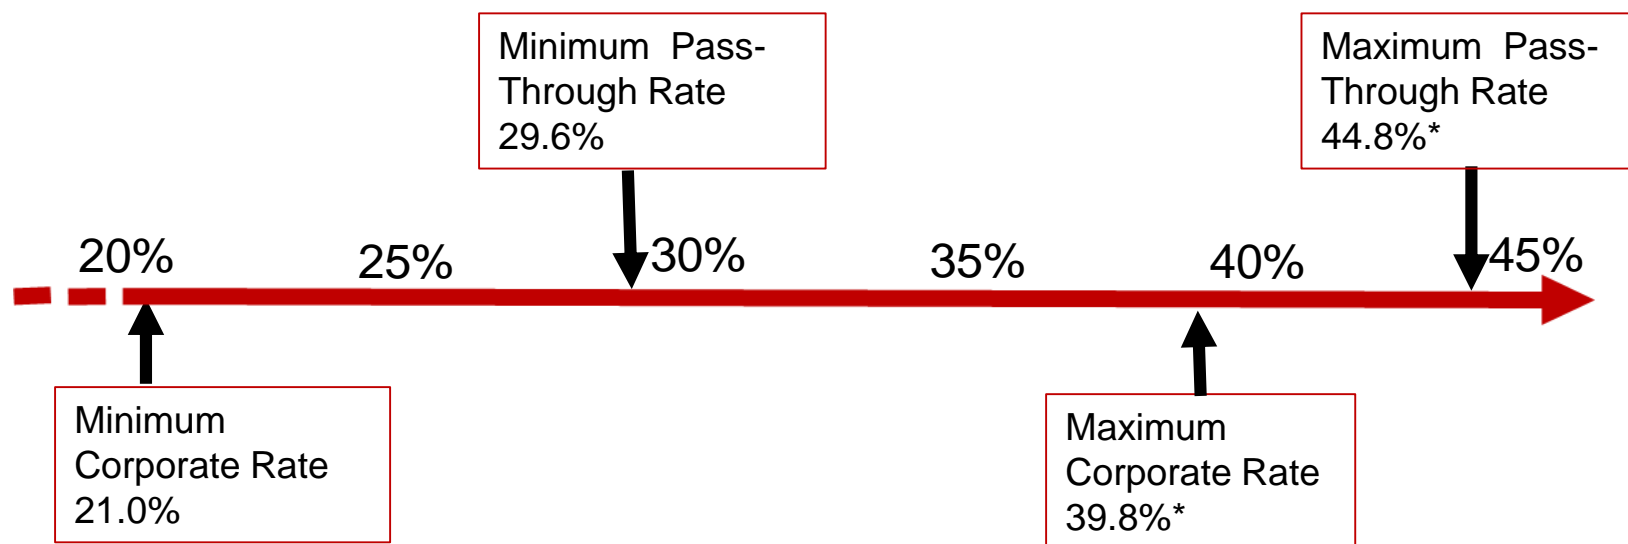 Minimum Pass-
Through Rate
29.6%
Maximum Pass-
Through Rate
44.8%*
20%
25%
30%
35%
40%
45%
Minimum
Corporate Rate
21.0%
Maximum
Corporate Rate
39.8%*